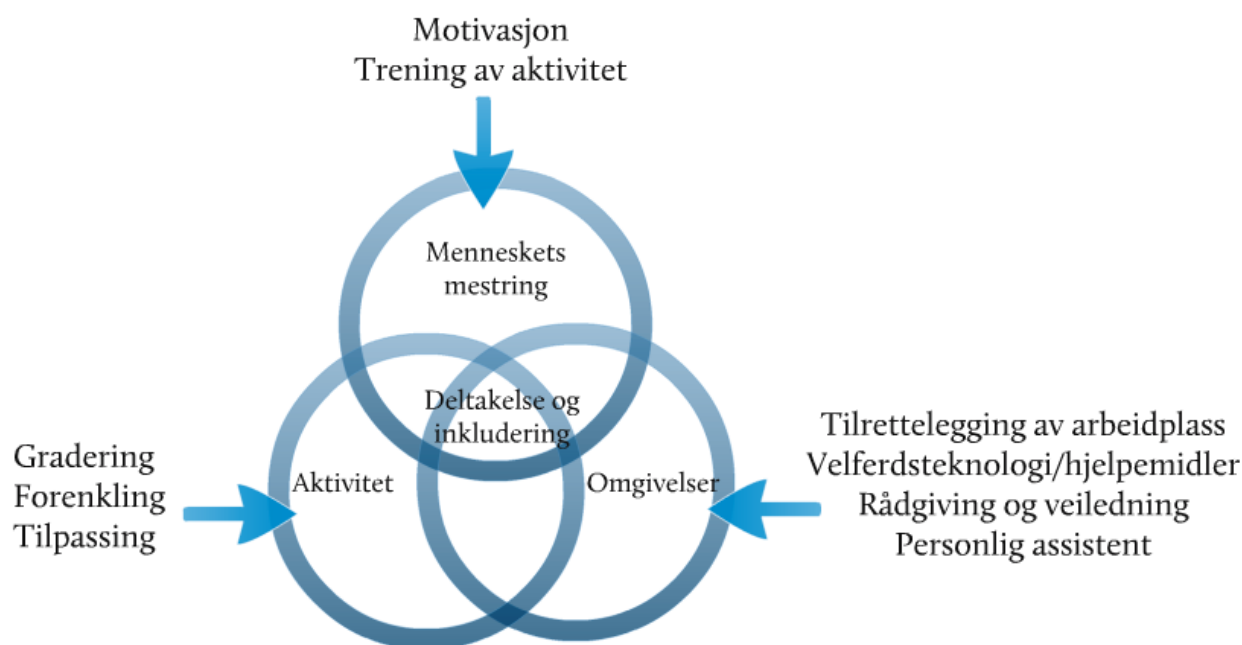 Motivasjon
Trening av aktivitet
Menneskets
mestring
Deltakelse og
inkludering
Aktivitet
Omgivelser
Gradering
Forenkling
Tilpassing
Tilrettelegging av arbeidplass
Velferdsteknologi/hjelpemidler
Rådgiving og veiledning
Personlig assistent